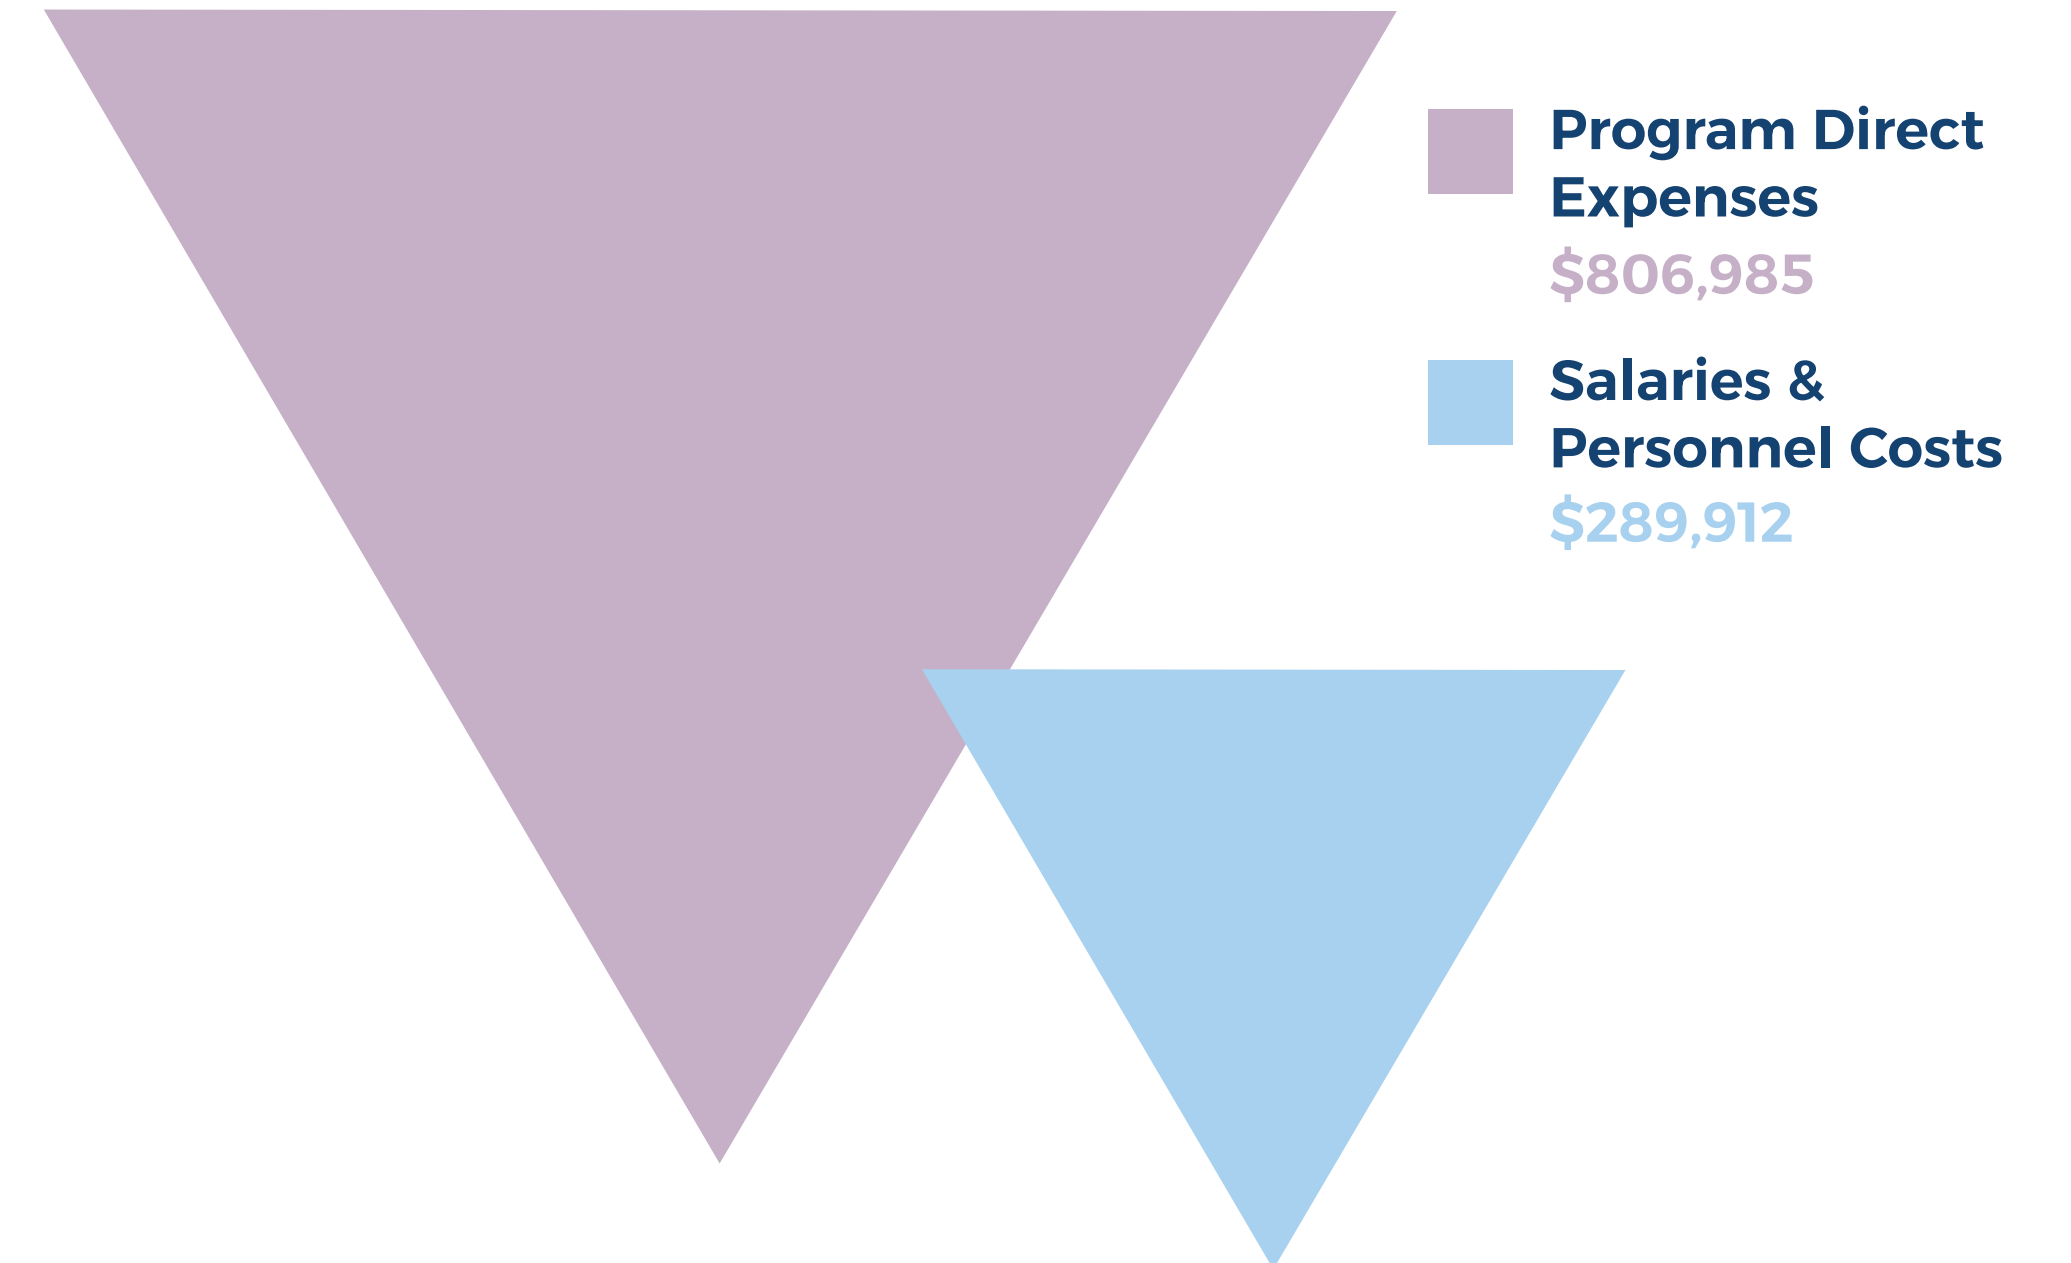 Program Direct
Expenses
$806,985
Salaries &
Personnel Costs
$289,912